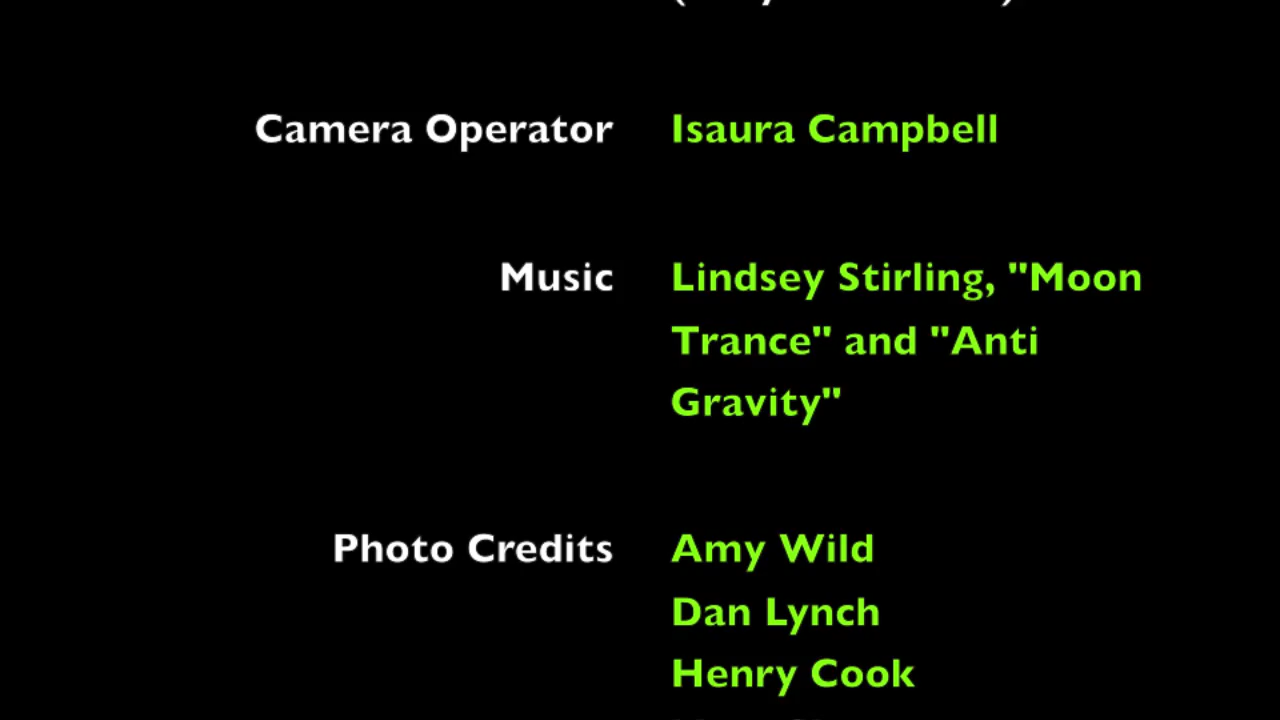 Camera Operator Isaura Campbell
Music Lindsey Stirling, "Moon
Trance" and "Anti
Gravity"
Photo Credits Amy Wild
Dan Lynch
Henry Cook